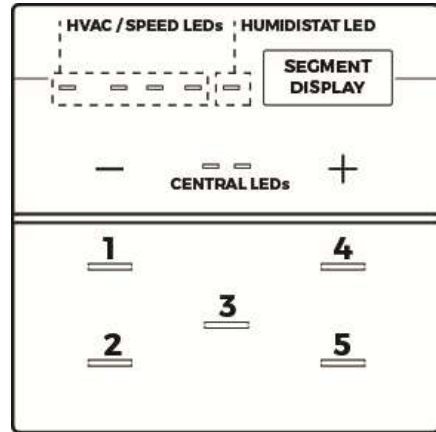 HVAC / SPEED LEDs HUMIDISTAT LED
SEGMENT
DISPLAY
− +
CENTRAL LEDs
1 4
3
2 5